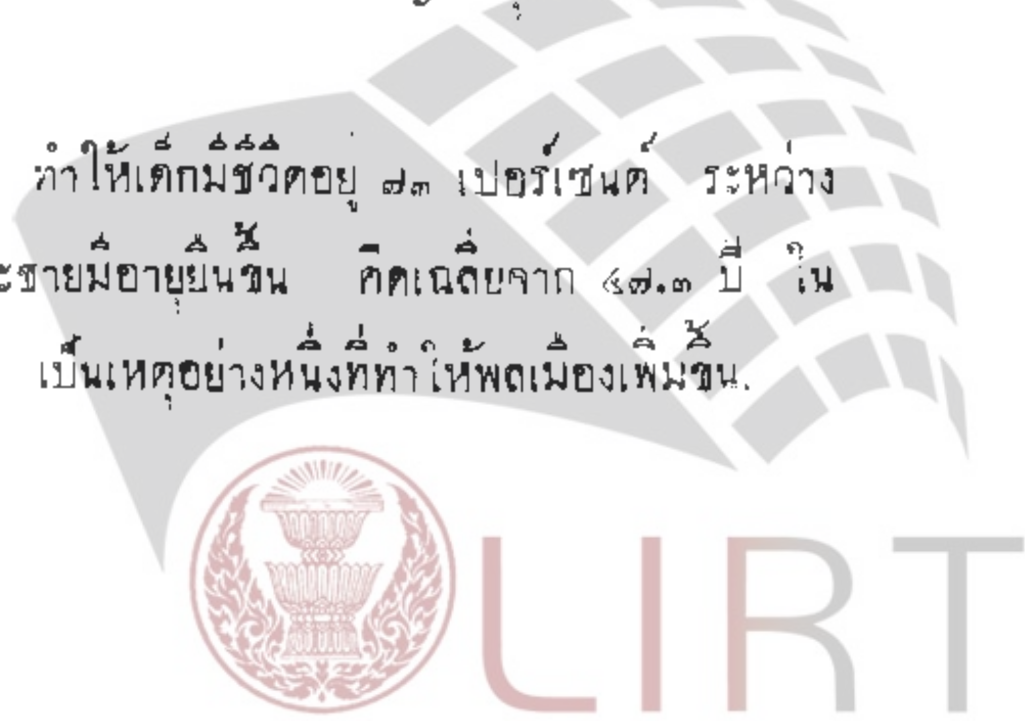 ทำให้เด็กมีชีวิตอยู่ ๘๓ เปอร์เซนต์ ระหว่าง
ะชายมีอายุยืนขึ้น คิดเฉลี่ยจาก ๔๗.๓ ปี ใน
เป็นเหตุอย่างหนึ่งที่ทำให้พลเมืองเพิ่มขึ้น.
LIRT